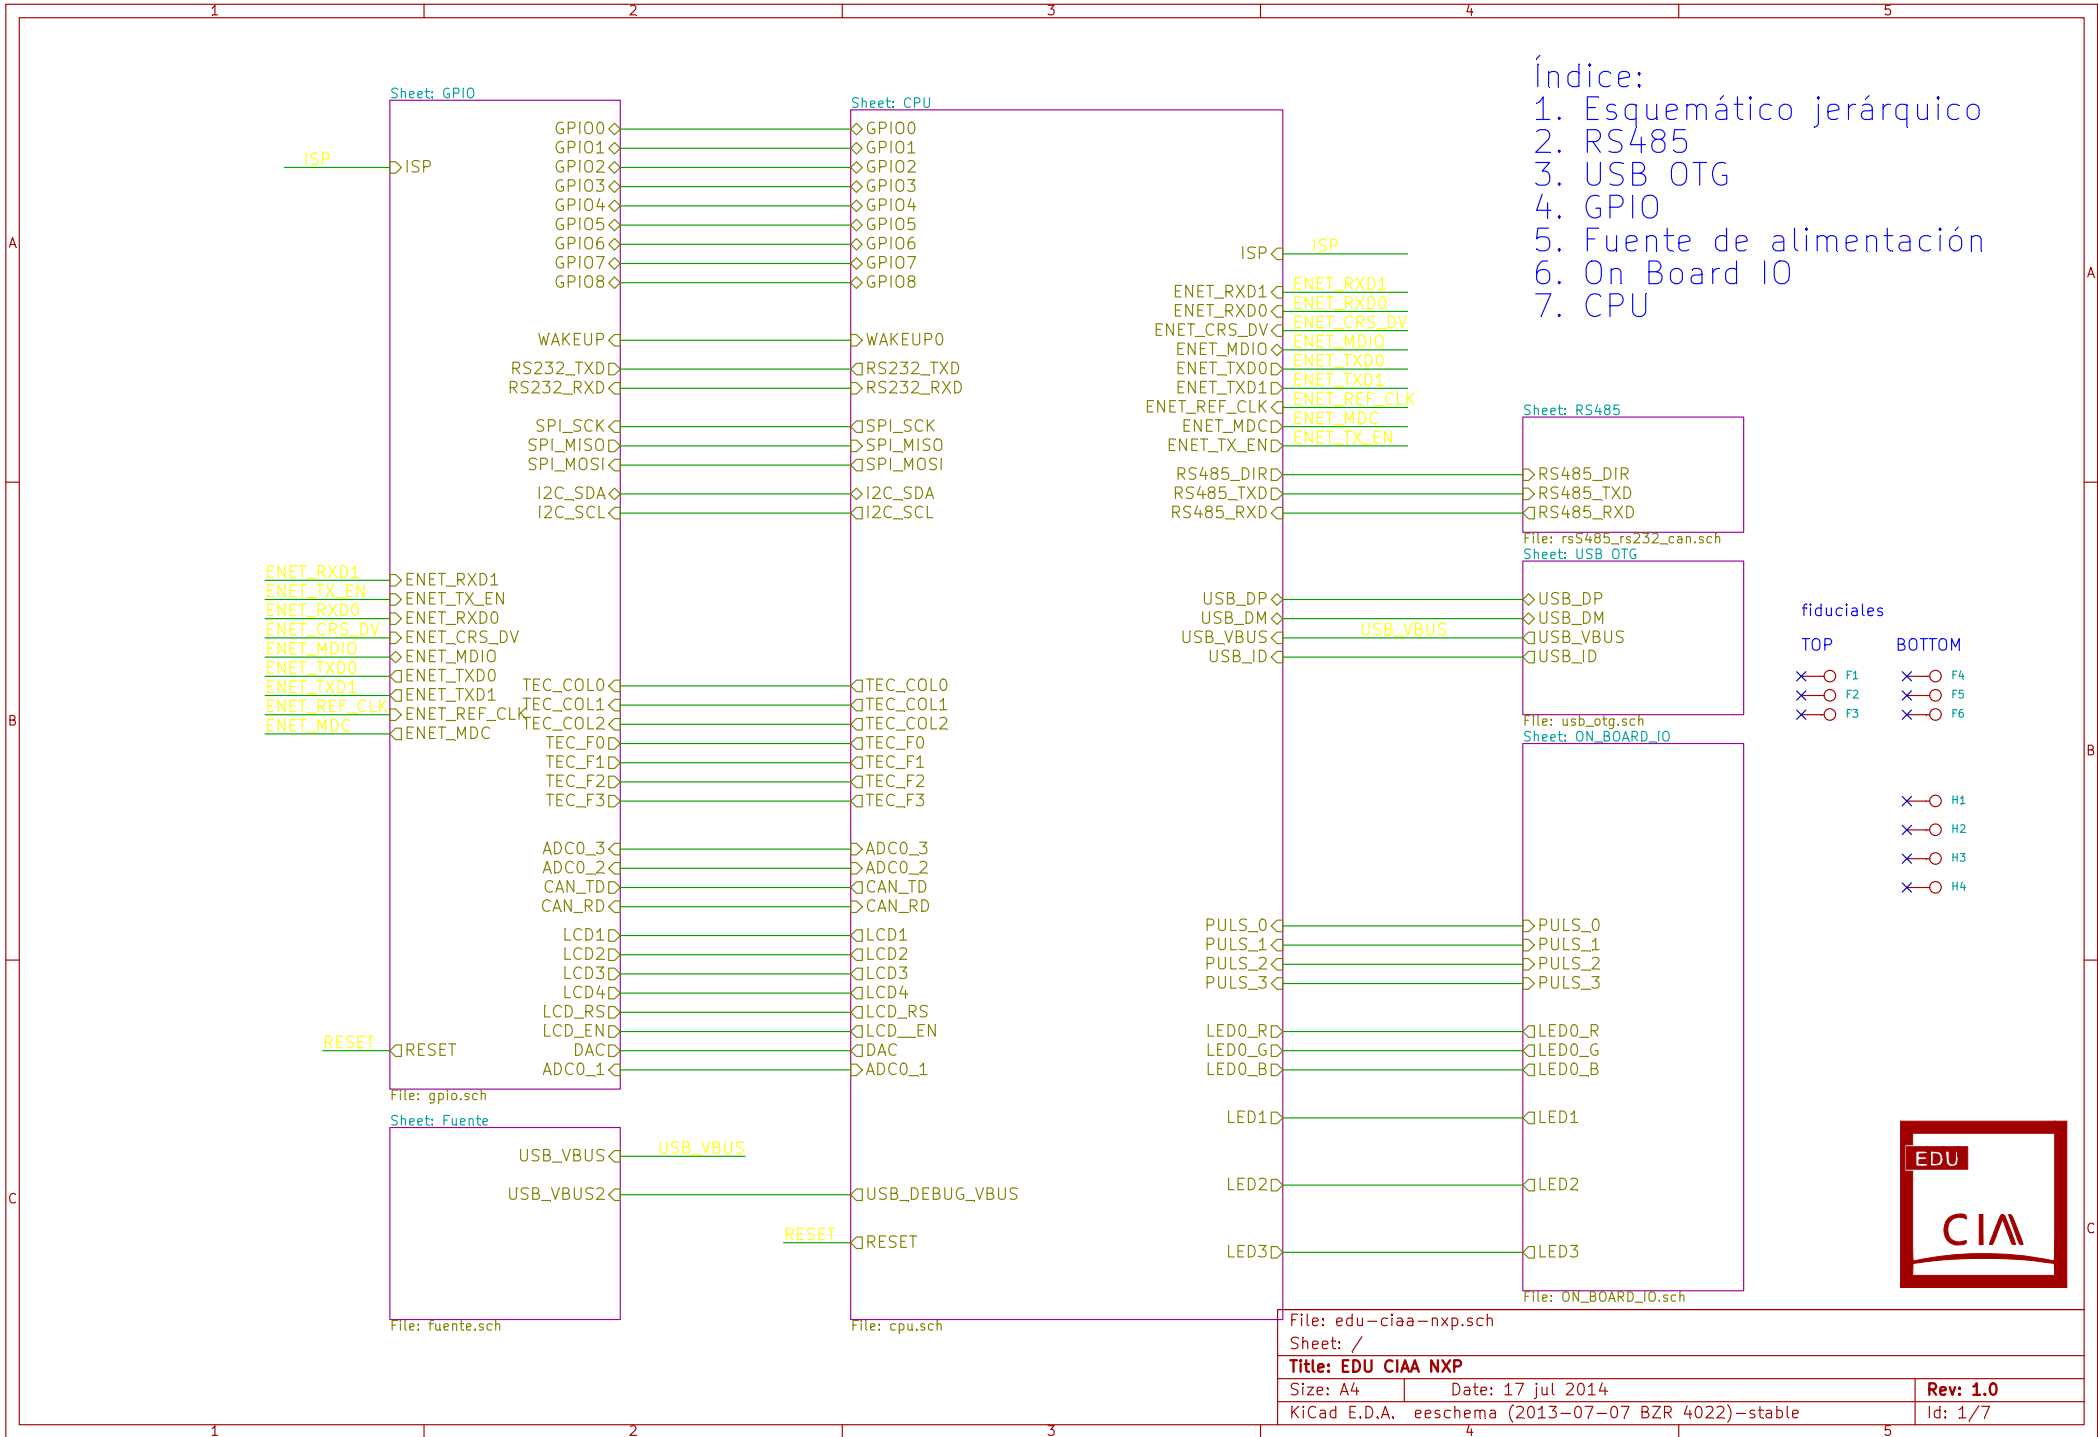 1 2 3 4 5
A
B
C
A
B
C
Índice:
1. Esquemático jerárquico
2. RS485
3. USB OTG
4. GPIO
5. Fuente de alimentación
6. On Board IO
7. CPU
Sheet: GPIO
ISP
ISP
GPIO0
GPIO1
GPIO2
GPIO3
GPIO4
GPIO5
GPIO6
GPIO7
GPIO8
WAKEUP
RS232_TXD
RS232_RXD
SPI_SCK
SPI_MISO
SPI_MOSI
I2C_SDA
I2C_SCL
ENET_RXD1 ENET_RXD1
ENET_TX_EN ENET_TX_EN
ENET_RXD0 ENET_RXD0
ENET_CRS_DV ENET_CRS_DV
ENET_MDIO ENET_MDIO
ENET_TXD0 ENET_TXD0
ENET_TXD1 ENET_TXD1
ENET_REF_CLK ENET_REF_CLK
ENET_MDC ENET_MDC
TEC_COL0
TEC_COL1
TEC_COL2
TEC_F0
TEC_F1
TEC_F2
TEC_F3
ADC0_3
ADC0_2
CAN_TD
CAN_RD
LCD1
LCD2
LCD3
LCD4
LCD_RS
LCD_EN
DAC
ADC0_1
RESET RESET
File: gpio.sch
Sheet: Fuente
USB_VBUS USB_VBUS
USB_VBUS2
File: fuente.sch
Sheet: CPU
GPIO0
GPIO1
GPIO2
GPIO3
GPIO4
GPIO5
GPIO6
GPIO7
GPIO8
WAKEUP0
RS232_TXD
RS232_RXD
SPI_SCK
SPI_MISO
SPI_MOSI
I2C_SDA
I2C_SCL
TEC_COL0
TEC_COL1
TEC_COL2
TEC_F0
TEC_F1
TEC_F2
TEC_F3
ADC0_3
ADC0_2
CAN_TD
CAN_RD
LCD1
LCD2
LCD3
LCD4
LCD_RS
LCD__EN
DAC
ADC0_1
USB_DEBUG_VBUS
RESET RESET
ISP ISP
ENET_RXD1 ENET_RXD1
ENET_RXD0 ENET_RXD0
ENET_CRS_DV ENET_CRS_DV
ENET_MDIO ENET_MDIO
ENET_TXD0 ENET_TXD0
ENET_TXD1 ENET_TXD1
ENET_REF_CLK ENET_REF_CLK
ENET_MDC ENET_MDC
ENET_TX_EN ENET_TX_EN
RS485_DIR
RS485_TXD
RS485_RXD
USB_DP
USB_DM
USB_VBUS USB_VBUS
USB_ID
PULS_0
PULS_1
PULS_2
PULS_3
LED0_R
LED0_G
LED0_B
LED1
LED2
LED3
File: cpu.sch
Sheet: RS485
RS485_DIR
RS485_TXD
RS485_RXD
File: rsS485_rs232_can.sch
Sheet: USB OTG
USB_DP
USB_DM
USB_VBUS
USB_ID
File: usb_otg.sch
Sheet: ON_BOARD_IO
PULS_0
PULS_1
PULS_2
PULS_3
LED0_R
LED0_G
LED0_B
LED1
LED2
LED3
File: ON_BOARD_IO.sch
fiduciales
TOP BOTTOM
F1 F4
F2 F5
F3 F6
H1
H2
H3
H4
EDU
CIAA
File: edu-ciaa-nxp.sch
Sheet: /
Title: EDU CIAA NXP
Size: A4 Date: 17 jul 2014 Rev: 1.0
KiCad E.D.A. eeschema (2013-07-07 BZR 4022)-stable Id: 1/7
1 2 3 4 5